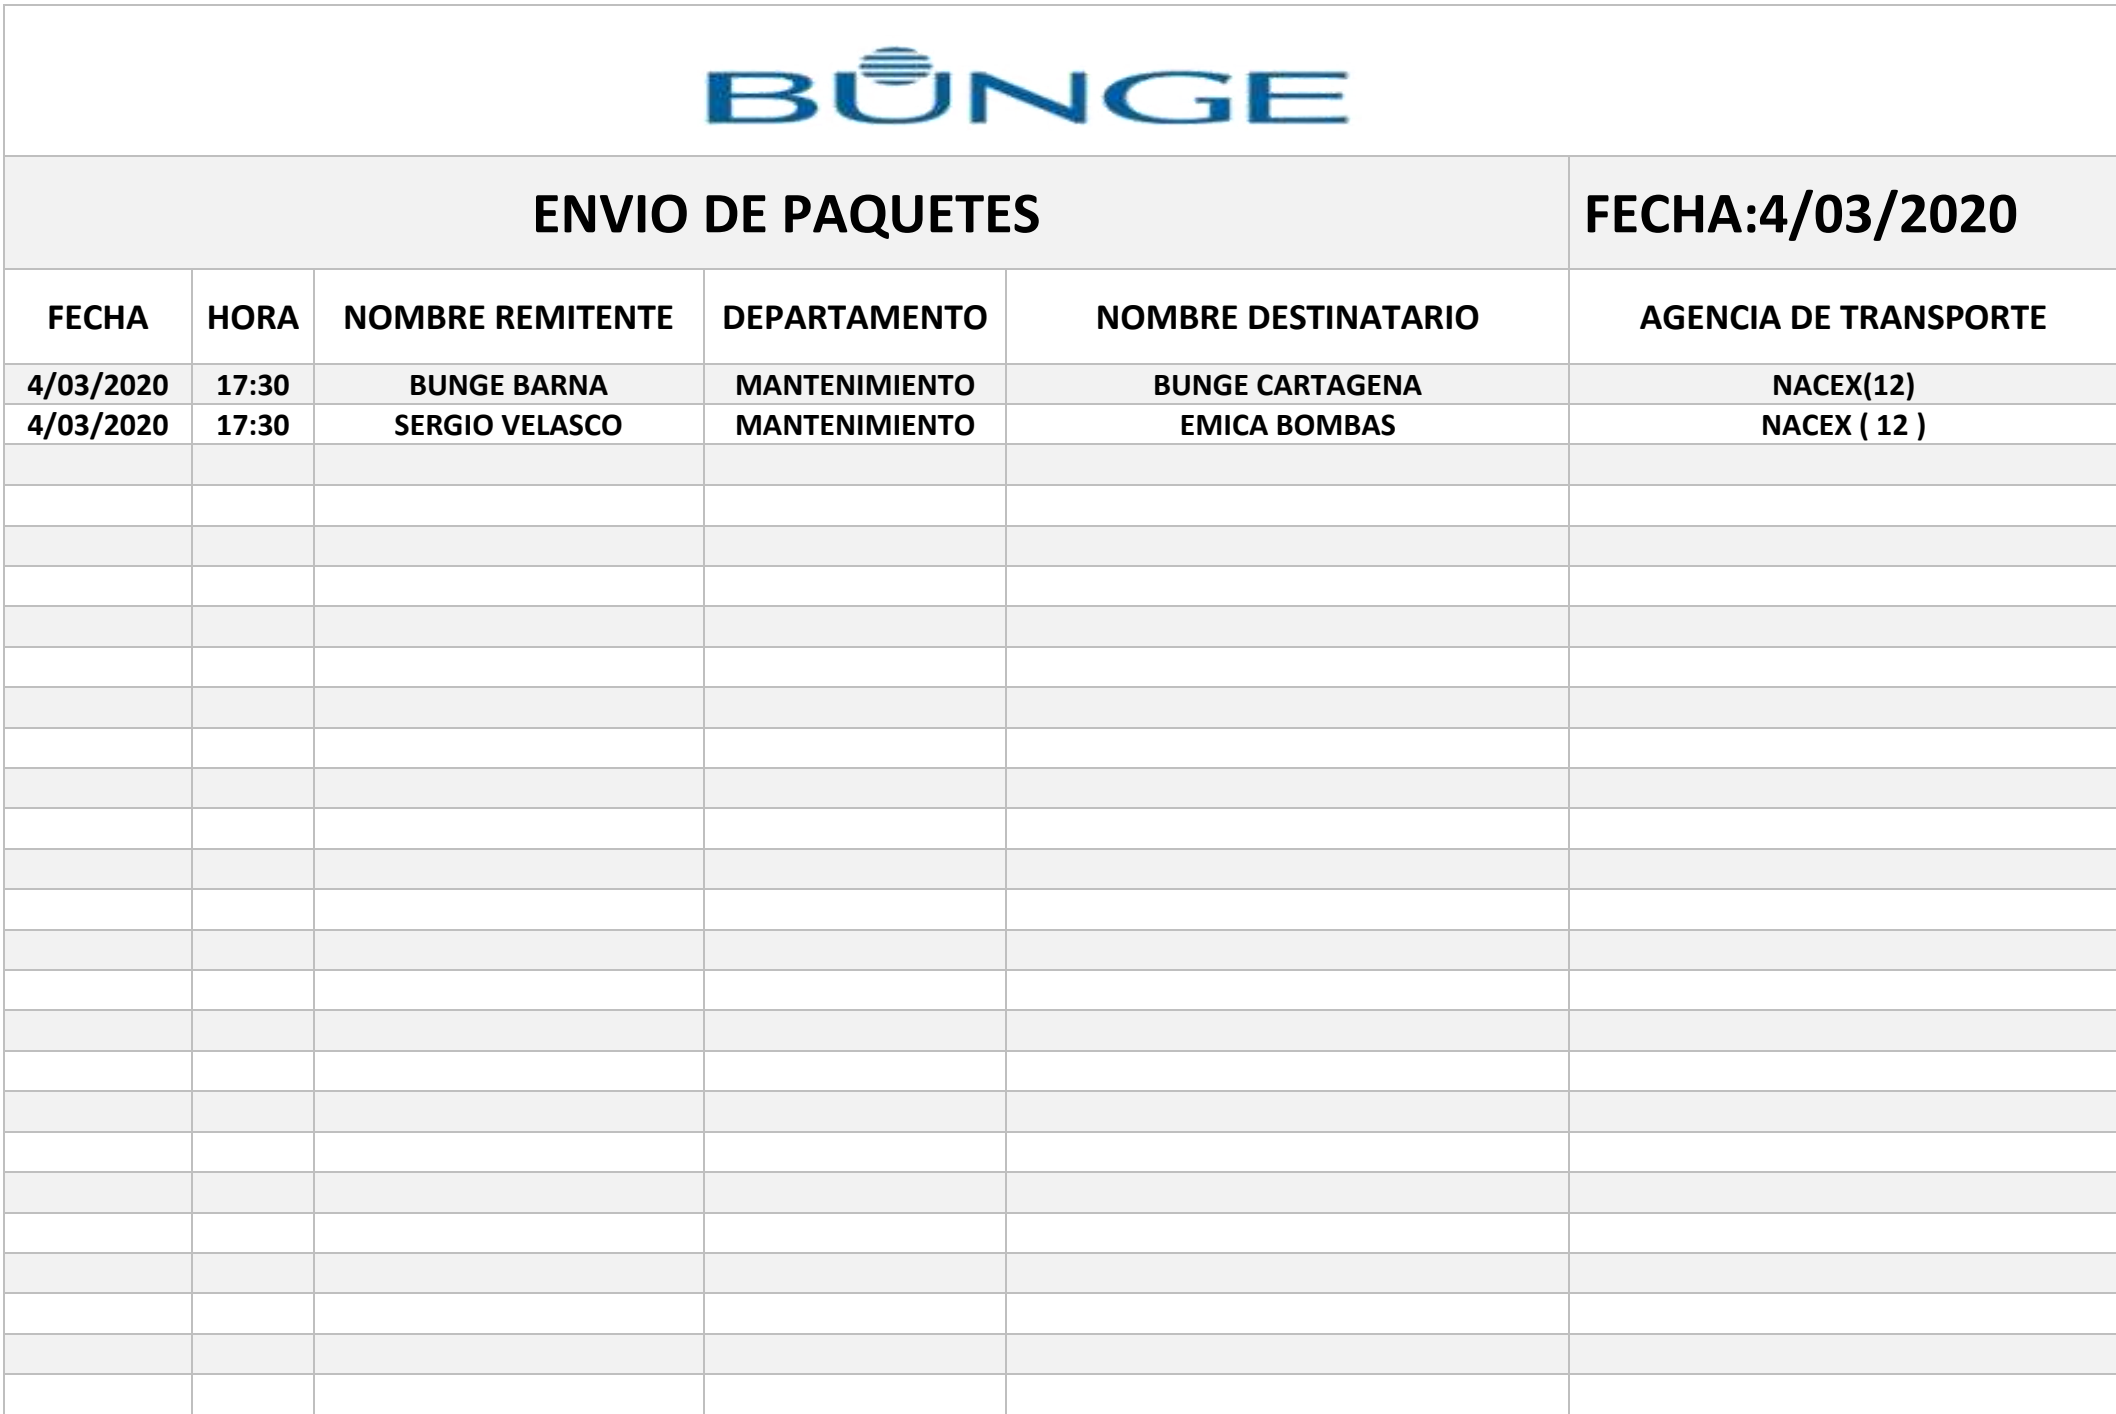 BUNGE
ENVIO DE PAQUETES FECHA:4/03/2020
FECHA HORA NOMBRE REMITENTE DEPARTAMENTO NOMBRE DESTINATARIO AGENCIA DE TRANSPORTE
4/03/2020 17:30 BUNGE BARNA MANTENIMIENTO BUNGE CARTAGENA NACEX(12)
4/03/2020 17:30 SERGIO VELASCO MANTENIMIENTO EMICA BOMBAS NACEX ( 12 )